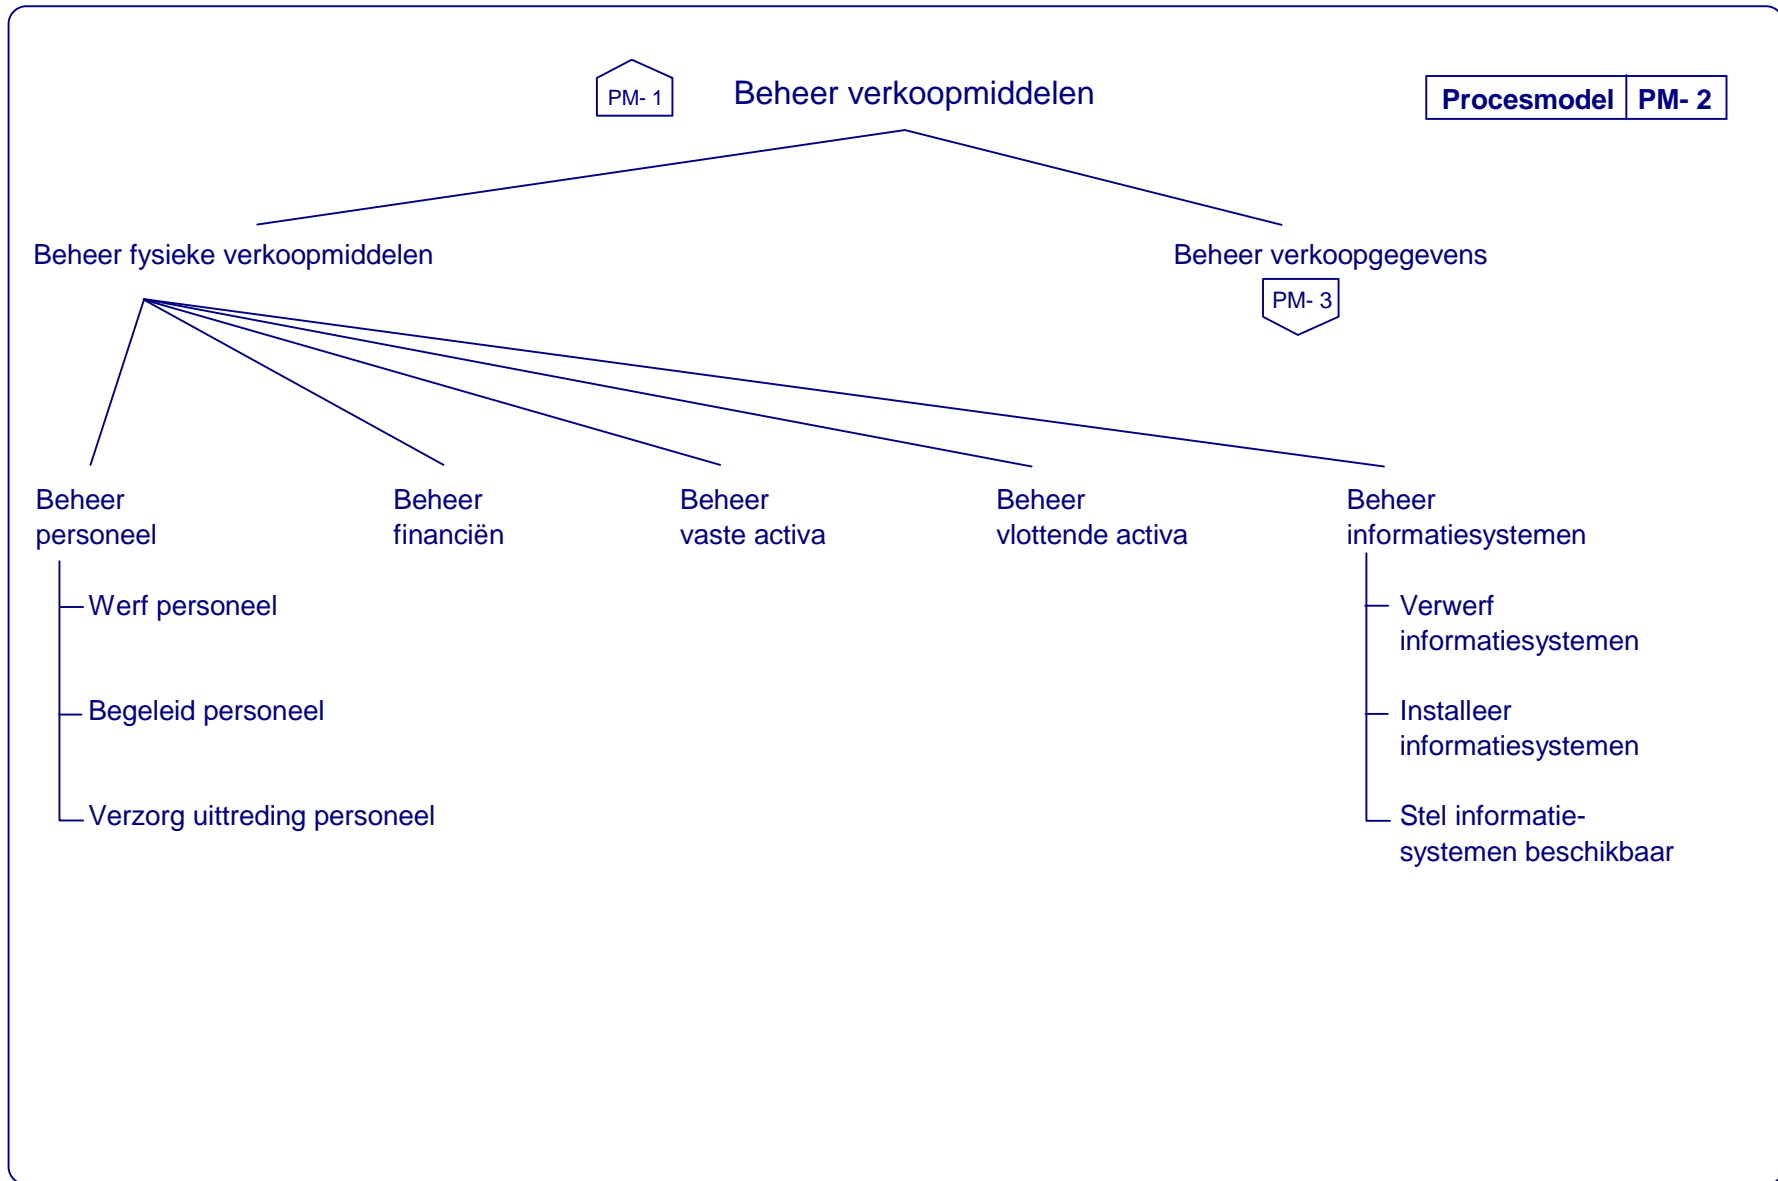 PM- 1
Beheer verkoopmiddelen
Procesmodel PM- 2
Beheer fysieke verkoopmiddelen
Beheer verkoopgegevens
PM- 3
Beheer
personeel
Beheer
financiën
Beheer
vaste activa
Beheer
vlottende activa
Beheer
informatiesystemen
Werf personeel
Begeleid personeel
Verzorg uittreding personeel
Verwerf
informatiesystemen
Installeer
informatiesystemen
Stel informatie-
systemen beschikbaar